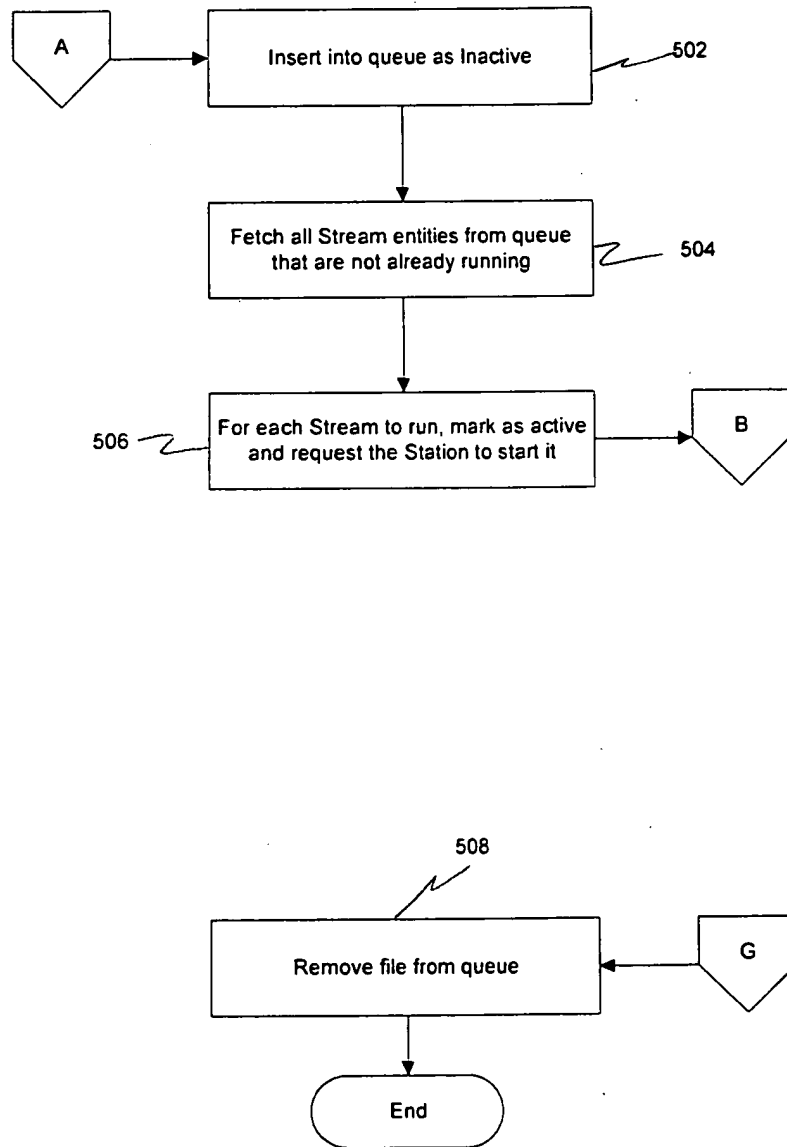 A
Insert into queue as Inactive
502
Fetch all Stream entities from queue
that are not already running
504
506
For each Stream to run, mark as active
and request the Station to start it
B
508
Remove file from queue
G
End